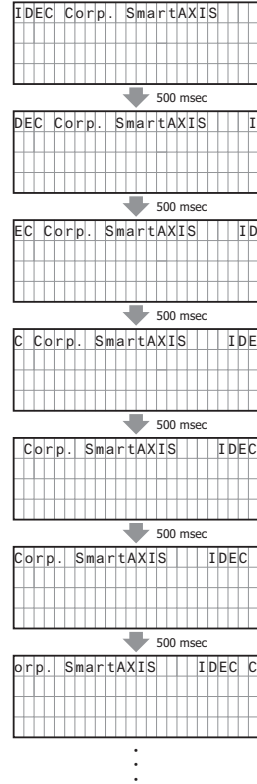 IDEC Corp. SmartAXIS
500 msec
DEC Corp. SmartAXIS    I
500 msec
EC Corp. SmartAXIS    ID
500 msec
C Corp. SmartAXIS    IDE
500 msec
 Corp. SmartAXIS    IDEC
500 msec
Corp. SmartAXIS    IDEC
500 msec
orp. SmartAXIS    IDEC C